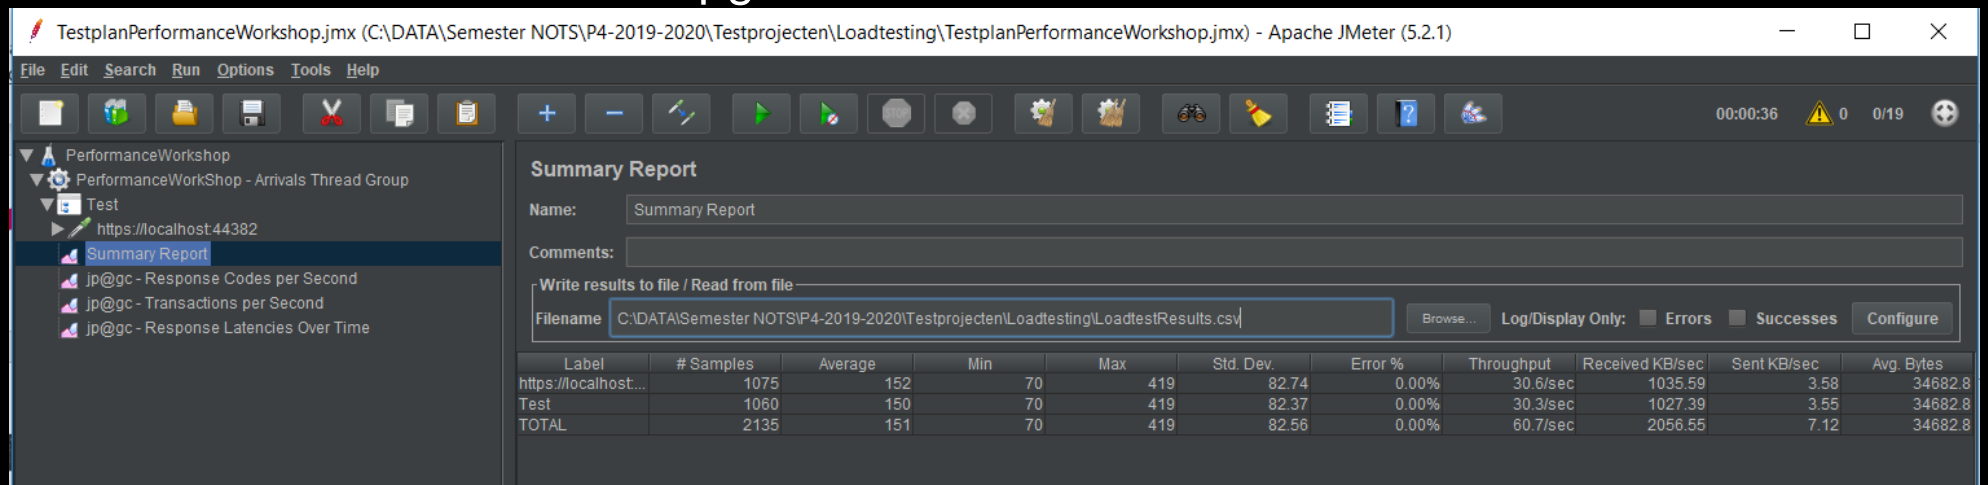 TestplanPerformanceWorkshop.jmx (C:\DATA\Semester NOTS\P4-2019-2020\Testprojecten\Loadtesting\TestplanPerformanceWorkshop.jmx) - Apache JMeter (5.2.1)
File Edit Search Run Options Tools Help
STOP
00:00:36 0 0/19
PerformanceWorkshop
PerformanceWorkShop - Arrivals Thread Group
Test
https://localhost:44382
Summary Report
jp@gc - Response Codes per Second
jp@gc - Transactions per Second
jp@gc - Response Latencies Over Time
Summary Report
Name: Summary Report
Comments:
Write results to file / Read from file
Filename C:\DATA\Semester NOTS\P4-2019-2020\Testprojecten\Loadtesting\LoadtestResults.csv Browse... Log/Display Only: Errors Successes Configure
Label # Samples Average Min Max Std. Dev. Error % Throughput Received KB/sec Sent KB/sec Avg. Bytes
https://localhost:... 1075 152 70 419 82.74 0.00% 30.6/sec 1035.59 3.58 34682.8
Test 1060 150 70 419 82.37 0.00% 30.3/sec 1027.39 3.55 34682.8
TOTAL 2135 151 70 419 82.56 0.00% 60.7/sec 2056.55 7.12 34682.8